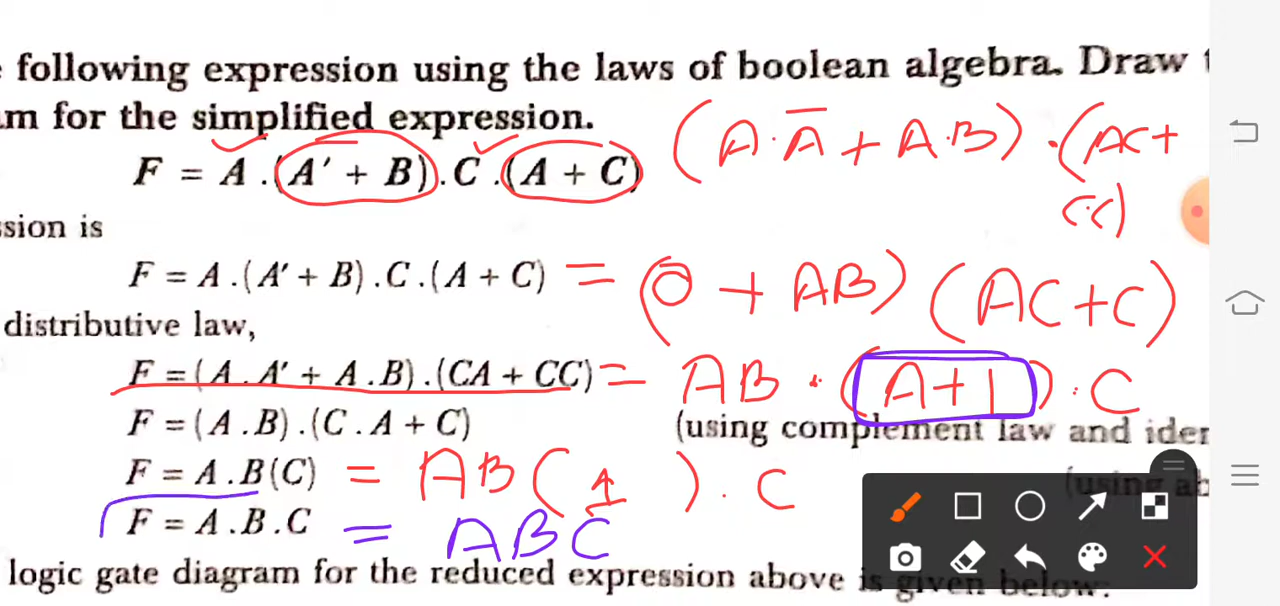 following expression using the laws of boolean algebra. Draw
m for the simplified expression.
F = A .(A' + B).C .(A + C) (A·A̅ + A·B)·(AC+
C·C)
sion is
F = A .(A' + B).C .(A + C) = (0 + AB) (AC+C)
distributive law,
F = (A . A' + A . B) . (CA + CC) = AB · (A+1) · C
F = (A . B) . (C . A + C) (using complement law and
F = A . B(C) = AB(1).C
F = A . B . C = ABC
logic gate diagram for the reduced expression above is given below: